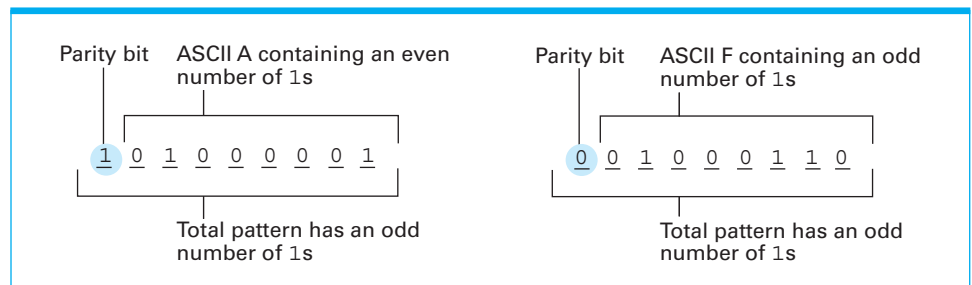 Parity bit
ASCII A containing an even
number of 1s
1 0 1 0 0 0 0 0 1
Total pattern has an odd
number of 1s
Parity bit
ASCII F containing an odd
number of 1s
0 0 1 0 0 0 1 1 0
Total pattern has an odd
number of 1s